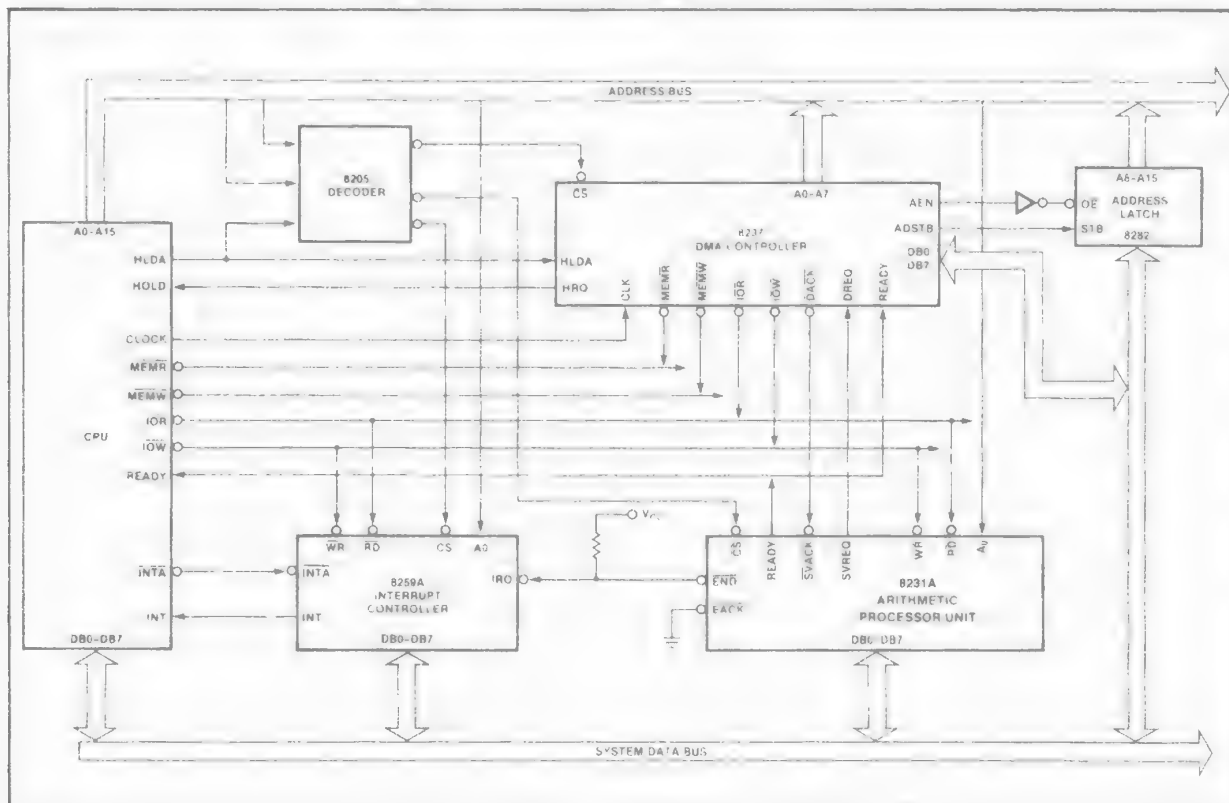 ADDRESS BUS
8205
DECODER
CS
A0-A7
8237
DMA CONTROLLER
AEN
ADSTB
DB0
DB7
HLDA
HRQ
CLK
MEMR
MEMW
IOR
IOW
DACK
DREQ
READY
A8-A15
OE
ADDRESS
LATCH
STB
8282
A0-A15
HLDA
HOLD
CLOCK
MEMR
MEMW
IOR
CPU
IOW
READY
INTA
INT
DB0-DB7
WR
RD
CS
A0
INTA
8259A
INTERRUPT
CONTROLLER
IR0
INT
DB0-DB7
CS
READY
SVACK
SVREQ
WR
RD
A0
END
8231A
EACK
ARITHMETIC
PROCESSOR UNIT
DB0-DB7
SYSTEM DATA BUS